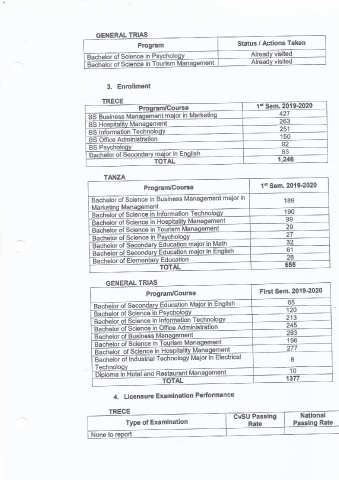 GENERAL TRIAS
Program Status / Actions Taken
Bachelor of Science in Psychology Already visited
Bachelor of Science in Tourism Management Already visited
3. Enrollment
TRECE
Program/Course 1st Sem. 2019-2020
BS Business Management major in Marketing 427
BS Hospitality Management 263
BS Information Technology 251
BS Office Administration 150
BS Psychology 92
Bachelor of Secondary major in English 63
TOTAL 1,246
TANZA
Program/Course 1st Sem. 2019-2020
Bachelor of Science in Business Management major in
Marketing Management 189
Bachelor of Science in Information Technology 190
Bachelor of Science in Hospitality Management 99
Bachelor of Science in Tourism Management 29
Bachelor of Science in Psychology 27
Bachelor of Secondary Education major in Math 32
Bachelor of Secondary Education major in English 61
Bachelor of Elementary Education 28
TOTAL 655
GENERAL TRIAS
Program/Course First Sem. 2019-2020
Bachelor of Secondary Education Major in English 65
Bachelor of Science in Psychology 120
Bachelor of Science in Information Technology 213
Bachelor of Science in Office Administration 245
Bachelor of Business Management 283
Bachelor of Science in Tourism Management 156
Bachelor of Science in Hospitality Management 277
Bachelor of Industrial Technology Major in Electrical
Technology 8
Diploma in Hotel and Restaurant Management 10
TOTAL 1377
4. Licensure Examination Performance
TRECE
Type of Examination CvSU Passing Rate National Passing Rate
None to report